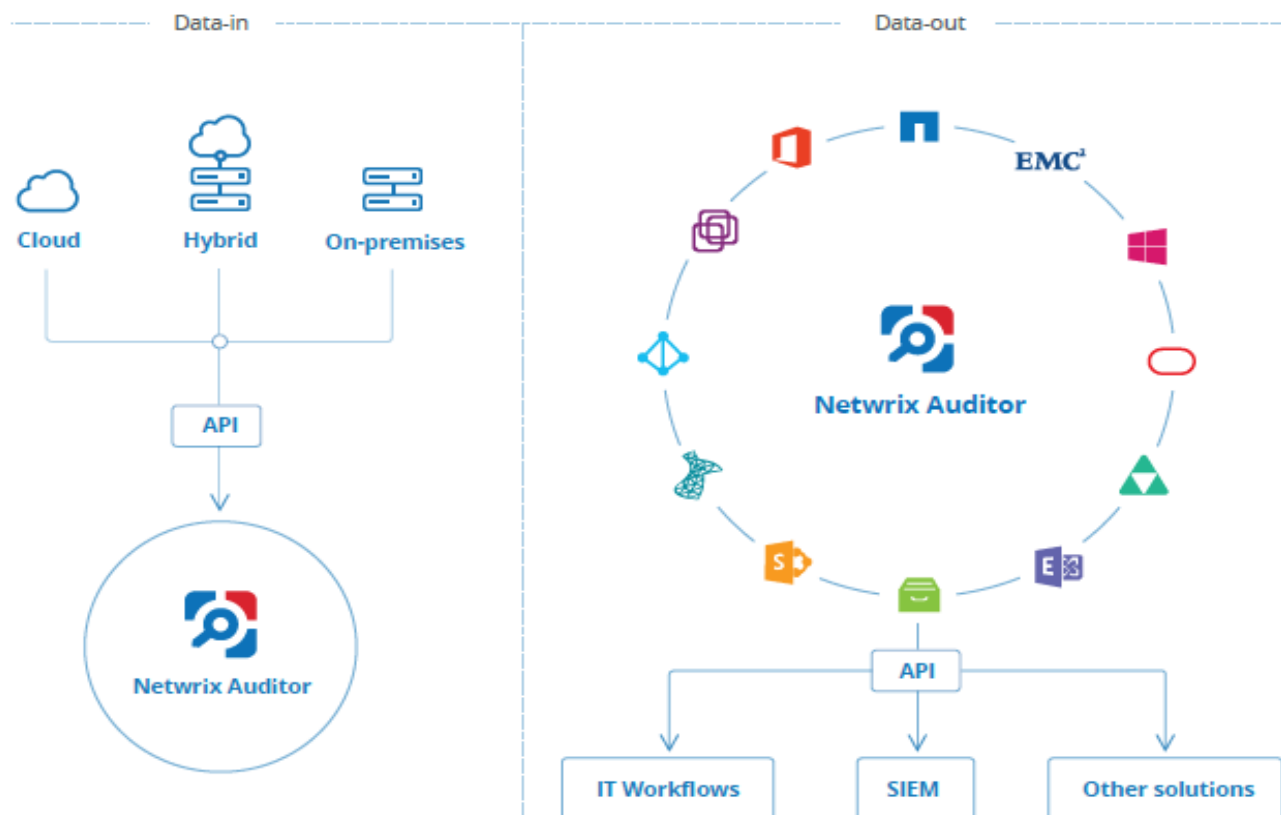 Data-in
Data-out
Cloud
Hybrid
On-premises
API
Netwrix Auditor
EMC²
Netwrix Auditor
S
E
API
IT Workflows
SIEM
Other solutions